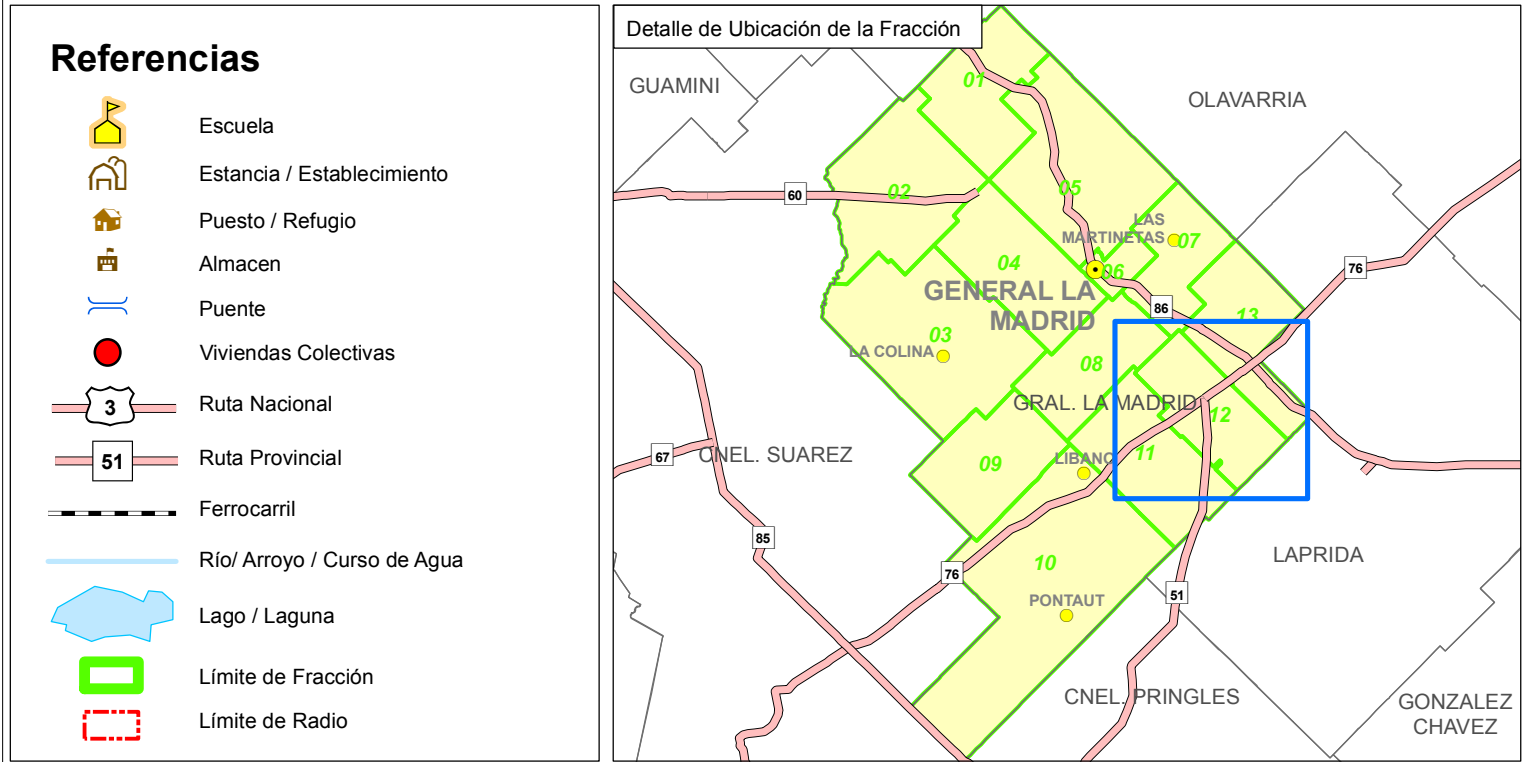 Referencias
Escuela
Estancia / Establecimiento
Puesto / Refugio
Almacen
Puente
Viviendas Colectivas
3
Ruta Nacional
51
Ruta Provincial
Ferrocarril
Río/ Arroyo / Curso de Agua
Lago / Laguna
Límite de Fracción
Límite de Radio
Detalle de Ubicación de la Fracción
GUAMINI
01
OLAVARRIA
60
02
05
LAS
MARTINETAS
07
04
06
76
GENERAL LA
MADRID
86
13
03
LA COLINA
08
GRAL. LA MADRID
12
67
CNEL. SUAREZ
09
LIBANO
11
85
76
10
LAPRIDA
PONTAUT
51
CNEL. PRINGLES
GONZALEZ
CHAVEZ